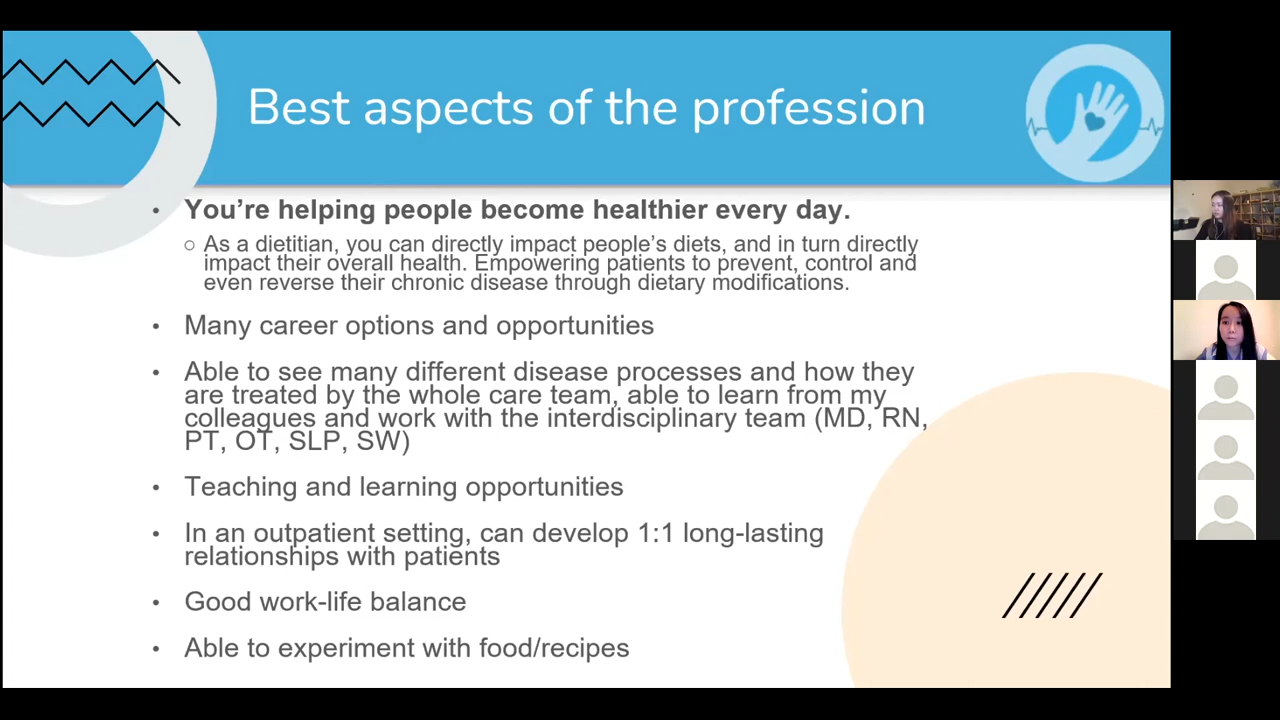 Best aspects of the profession
• You’re helping people become healthier every day.
○ As a dietitian, you can directly impact people’s diets, and in turn directly
impact their overall health. Empowering patients to prevent, control and
even reverse their chronic disease through dietary modifications.
• Many career options and opportunities
• Able to see many different disease processes and how they
are treated by the whole care team, able to learn from my
colleagues and work with the interdisciplinary team (MD, RN,
PT, OT, SLP, SW)
• Teaching and learning opportunities
• In an outpatient setting, can develop 1:1 long-lasting
relationships with patients
• Good work-life balance
• Able to experiment with food/recipes